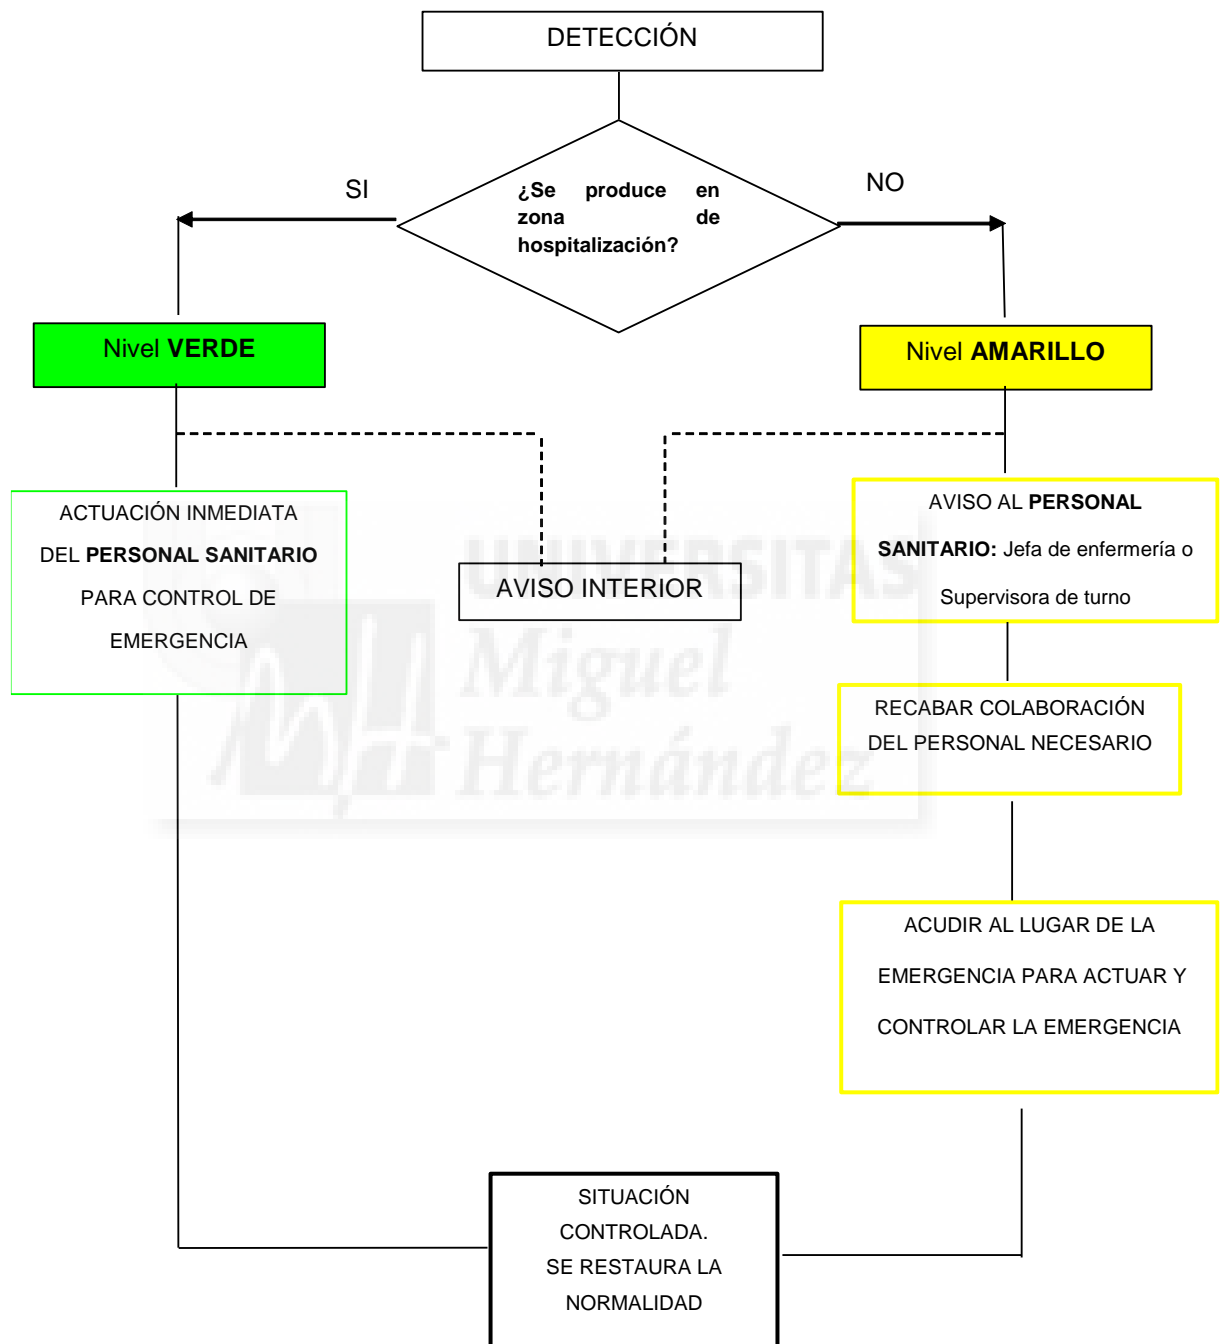 DETECCIÓN
SI
¿Se produce en
zona de
hospitalización?
NO
Nivel VERDE
Nivel AMARILLO
ACTUACIÓN INMEDIATA
DEL PERSONAL SANITARIO
PARA CONTROL DE
EMERGENCIA
AVISO INTERIOR
AVISO AL PERSONAL
SANITARIO: Jefa de enfermería o
Supervisora de turno
UNIVERSITAS
Miguel
Hernández
RECABAR COLABORACIÓN
DEL PERSONAL NECESARIO
ACUDIR AL LUGAR DE LA
EMERGENCIA PARA ACTUAR Y
CONTROLAR LA EMERGENCIA
SITUACIÓN
CONTROLADA.
SE RESTAURA LA
NORMALIDAD